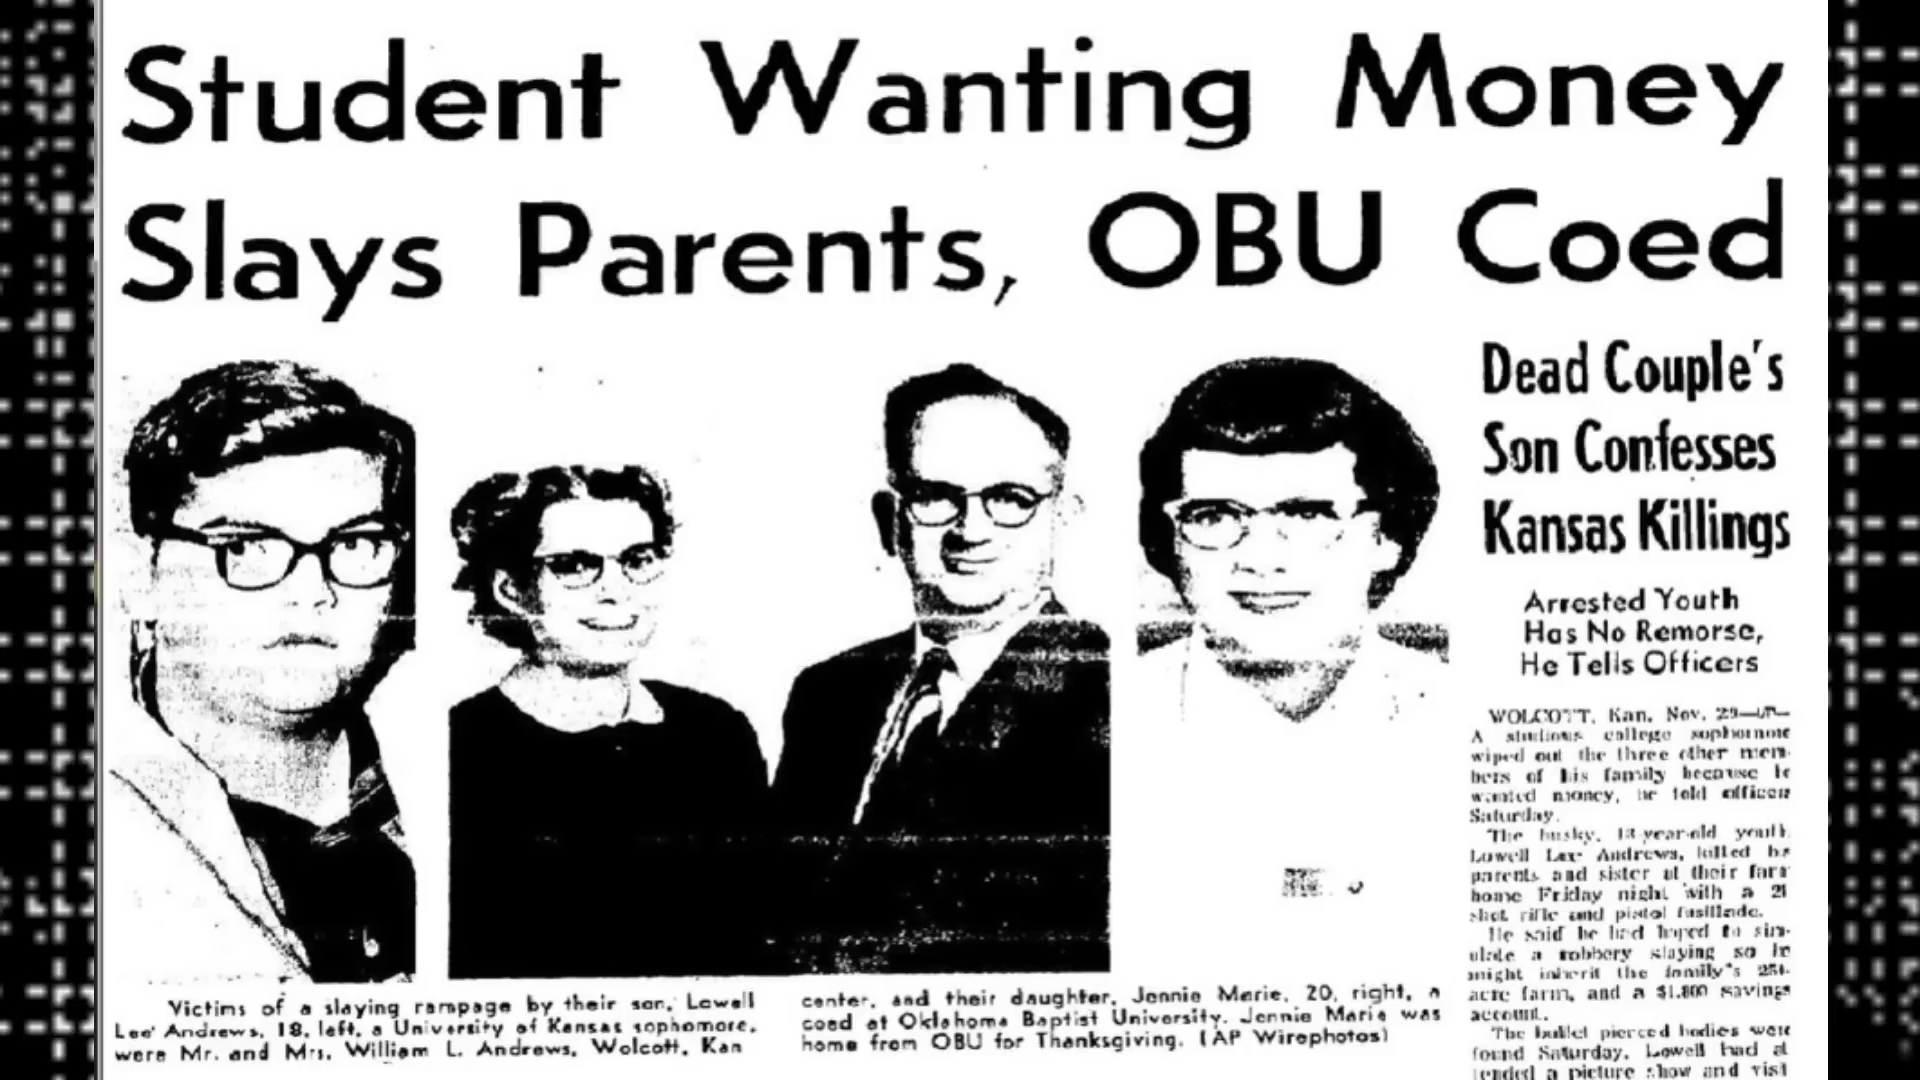 Student Wanting Money
Slays Parents, OBU Coed
Dead Couple's
Son Confesses
Kansas Killings
Arrested Youth
Has No Remorse,
He Tells Officers
WOLCOTT, Kan. Nov. 29
A studious college sophomore
wiped out the three other mem-
bers of his family because he
wanted money, he told officers
Saturday.
The husky, 18-year-old youth,
Lowell Lee Andrews, killed his
parents and sister at their farm
home Friday night with a 21
shot rifle and pistol fusillade.
He said he had hoped to sim-
ulate a robbery slaying so he
might inherit the family's
acre farm, and a $1,800 savings
account.
The bullet pierced bodies were
found Saturday. Lowell had at
tended a picture show and visit
Victims of a slaying rampage by their son, Lowell
Lee Andrews, 18, left, a University of Kansas sophomore,
were Mr. and Mrs. William L. Andrews, Wolcott, Kan
center, and their daughter, Jennie Marie, 20, right, a
coed at Oklahoma Baptist University. Jennie Marie was
home from OBU for Thanksgiving. (AP Wirephotos)